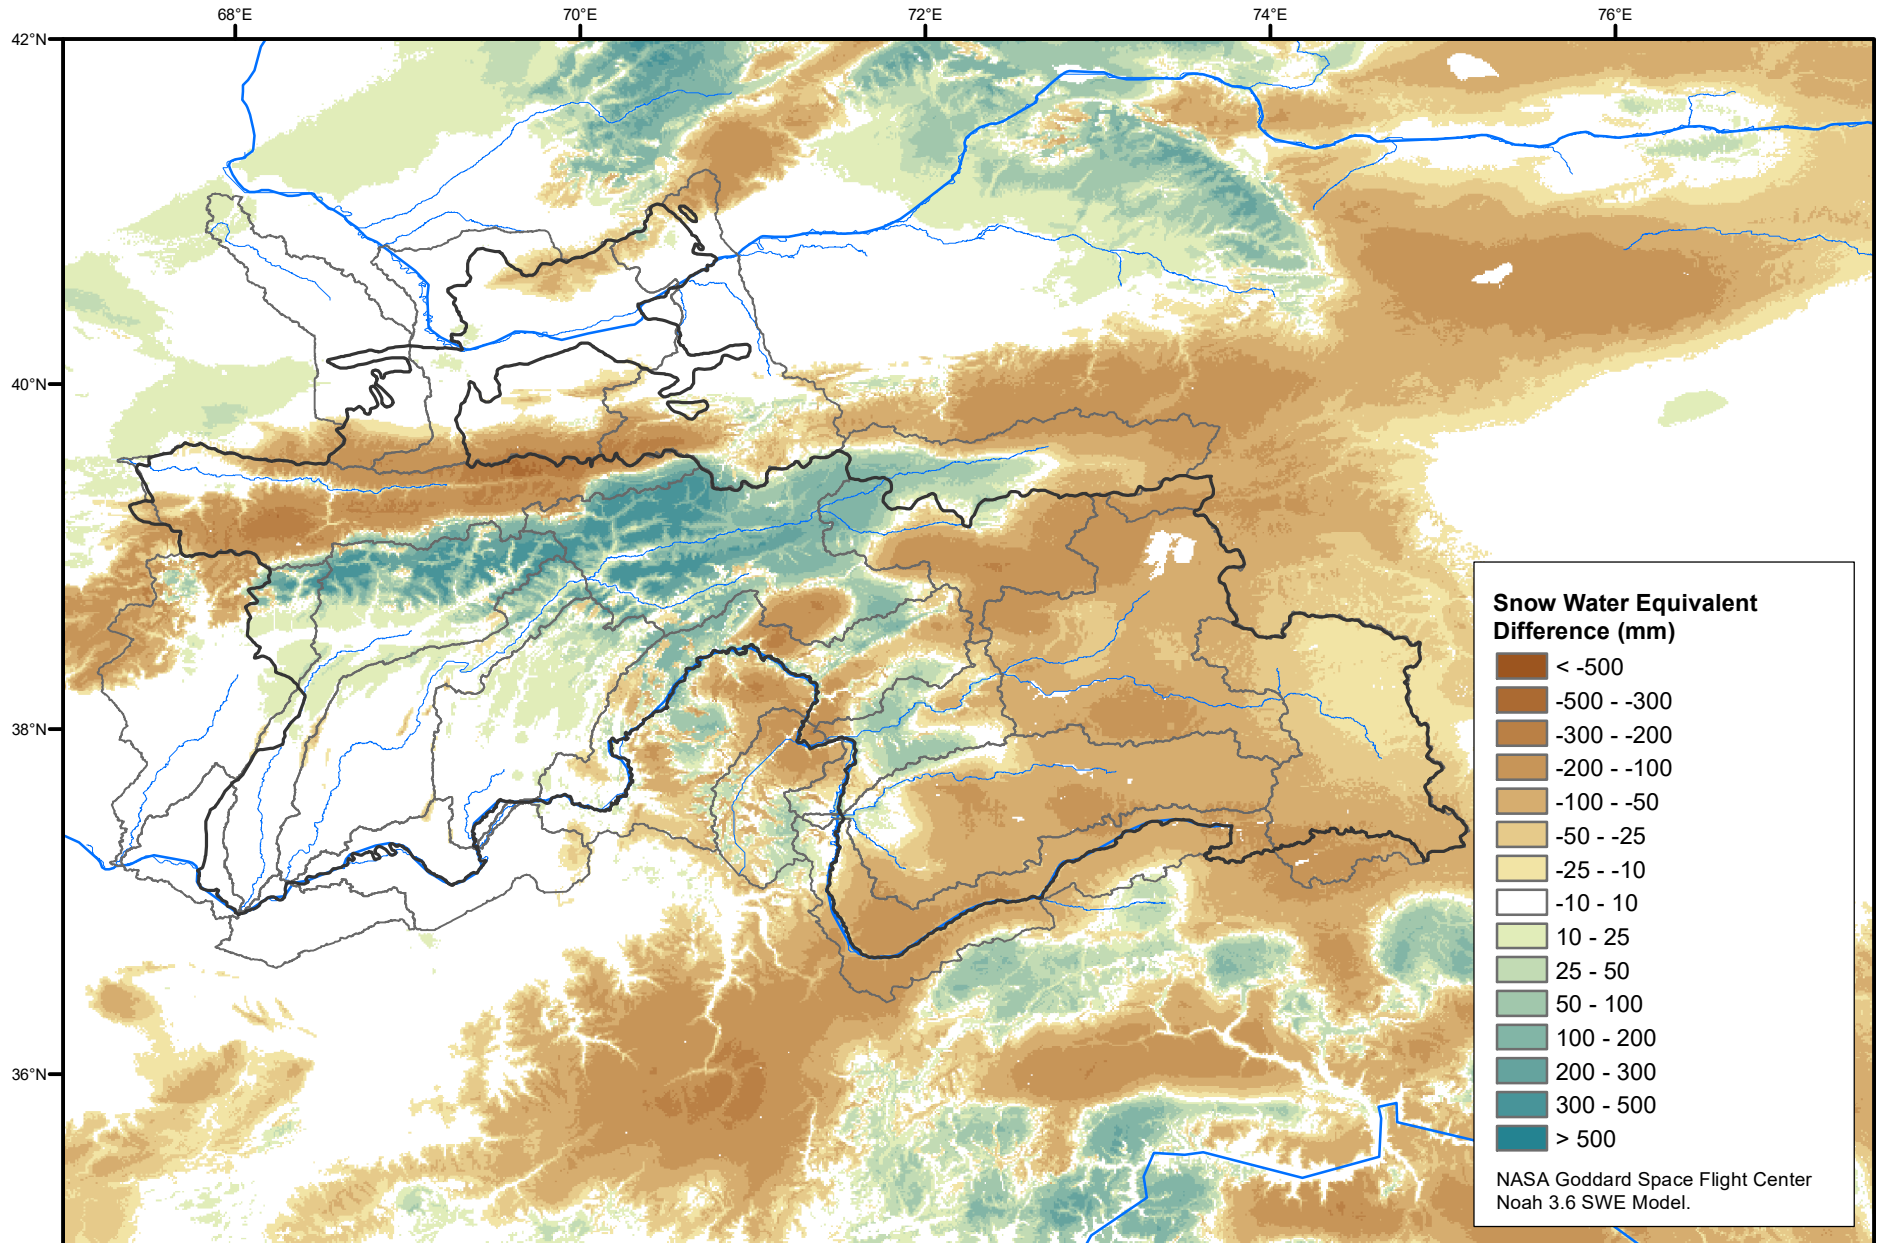 68°E 70°E 72°E 74°E 76°E
42°N
40°N
38°N
36°N
Snow Water Equivalent
Difference (mm)
< -500
-500 - -300
-300 - -200
-200 - -100
-100 - -50
-50 - -25
-25 - -10
-10 - 10
10 - 25
25 - 50
50 - 100
100 - 200
200 - 300
300 - 500
> 500
NASA Goddard Space Flight Center
Noah 3.6 SWE Model.